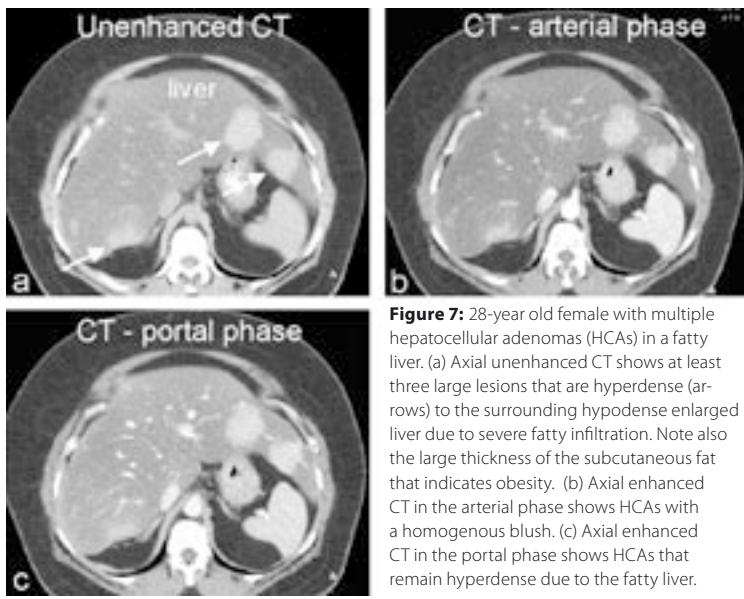 Unenhanced CT
liver
a
CT - arterial phase
b
CT - portal phase
c
Figure 7: 28-year old female with multiple
hepatocellular adenomas (HCAs) in a fatty
liver. (a) Axial unenhanced CT shows at least
three large lesions that are hyperdense (ar-
rows) to the surrounding hypodense enlarged
liver due to severe fatty infiltration. Note also
the large thickness of the subcutaneous fat
that indicates obesity. (b) Axial enhanced
CT in the arterial phase shows HCAs with
a homogenous blush. (c) Axial enhanced
CT in the portal phase shows HCAs that
remain hyperdense due to the fatty liver.